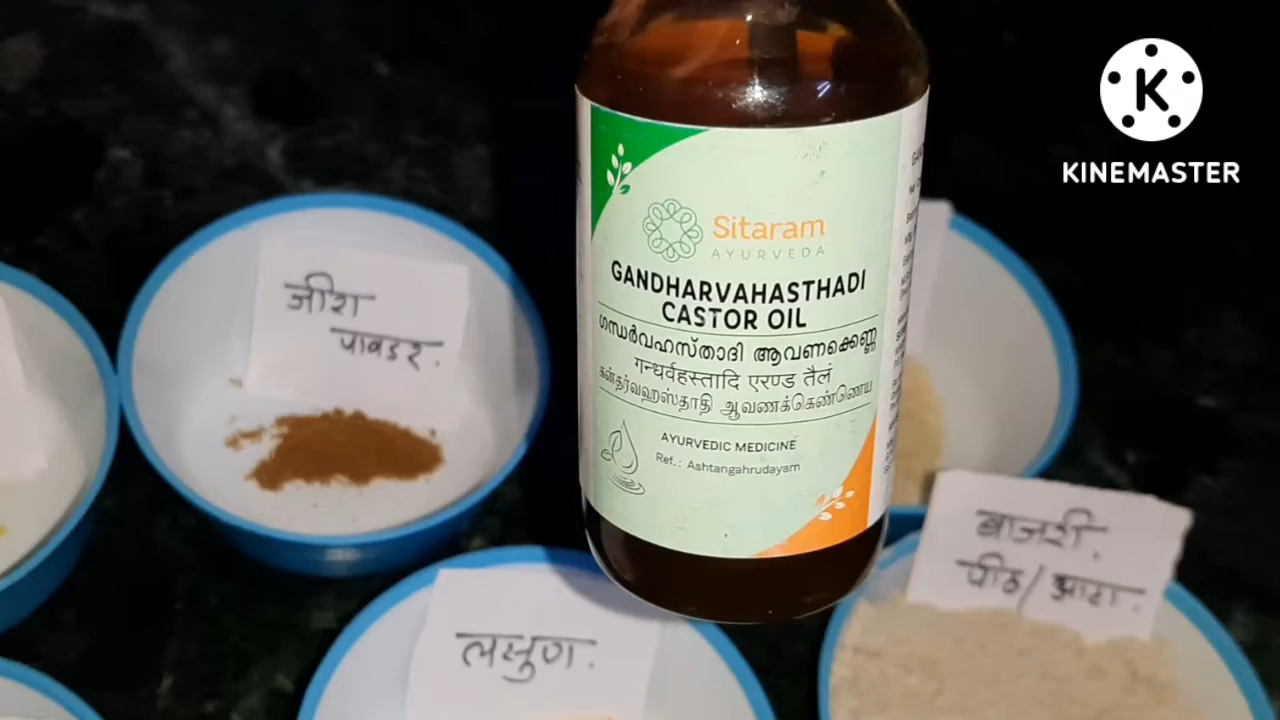 KINEMASTER
Sitaram
AYURVEDA
GANDHARVAHASTHADI
CASTOR OIL
ഗന്ധർവഹസ്താദി ആവണക്കെണ്ണ
गन्धर्वहस्तादि एरण्ड तैलं
கன்தர்வஹஸ்தாதி ஆவணக்கெண்ணெய
AYURVEDIC MEDICINE
Ref.: Ashtangahrudayam
जीरा
पावडर.
लसुण.
बाजरी.
पीठ/आटा.